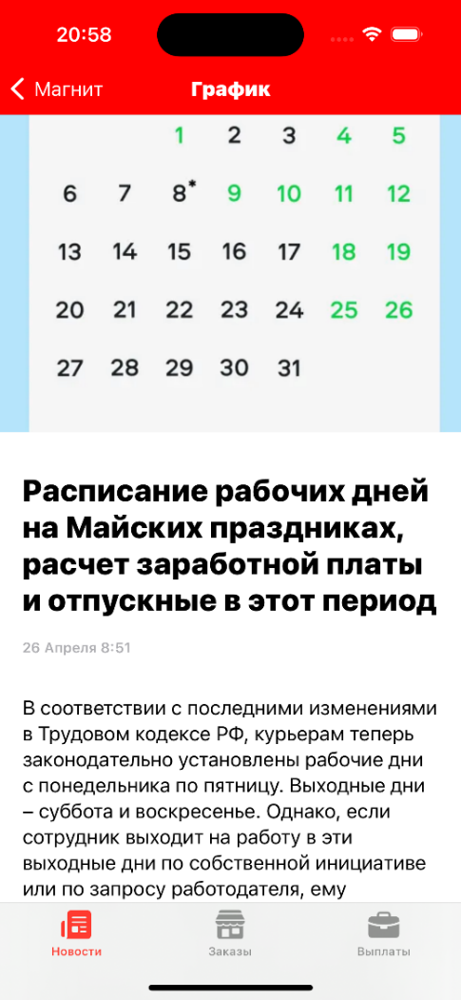 20:58
Магнит
График
1 2 3 4 5
6 7 8* 9 10 11 12
13 14 15 16 17 18 19
20 21 22 23 24 25 26
27 28 29 30 31
Расписание рабочих дней
на Майских праздниках,
расчет заработной платы
и отпускные в этот период
26 Апреля 8:51
В соответствии с последними изменениями
в Трудовом кодексе РФ, курьерам теперь
законодательно установлены рабочие дни
с понедельника по пятницу. Выходные дни
– суббота и воскресенье. Однако, если
сотрудник выходит на работу в эти
выходные дни по собственной инициативе
или по запросу работодателя, ему
Новости
Заказы
Выплаты